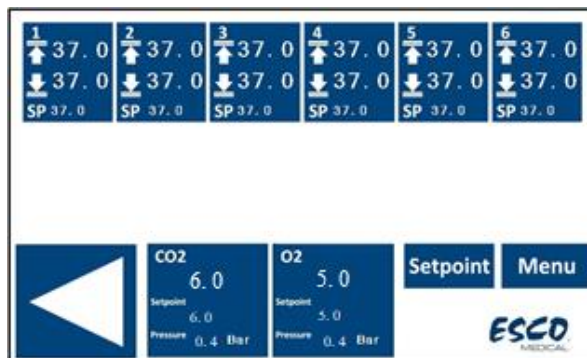 1 2 3 4 5 6
37.0 37.0 37.0 37.0 37.0 37.0
37.0 37.0 37.0 37.0 37.0 37.0
SP 37.0 SP 37.0 SP 37.0 SP 37.0 SP 37.0 SP 37.0
CO2
6.0
Setpoint
6.0
Pressure 0.4 Bar
O2
5.0
Setpoint
5.0
Pressure 0.4 Bar
Setpoint
Menu
ESCO
MEDICAL